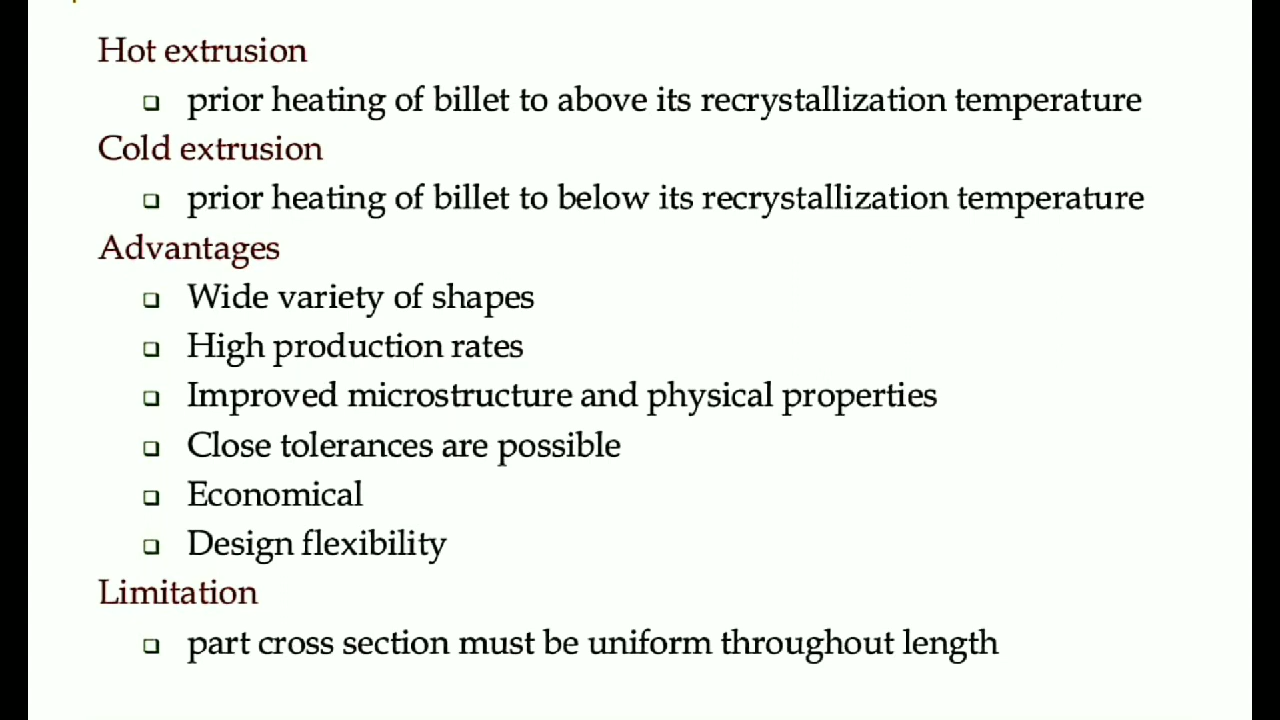 Hot extrusion
❑ prior heating of billet to above its recrystallization temperature
Cold extrusion
❑ prior heating of billet to below its recrystallization temperature
Advantages
❑ Wide variety of shapes
❑ High production rates
❑ Improved microstructure and physical properties
❑ Close tolerances are possible
❑ Economical
❑ Design flexibility
Limitation
❑ part cross section must be uniform throughout length